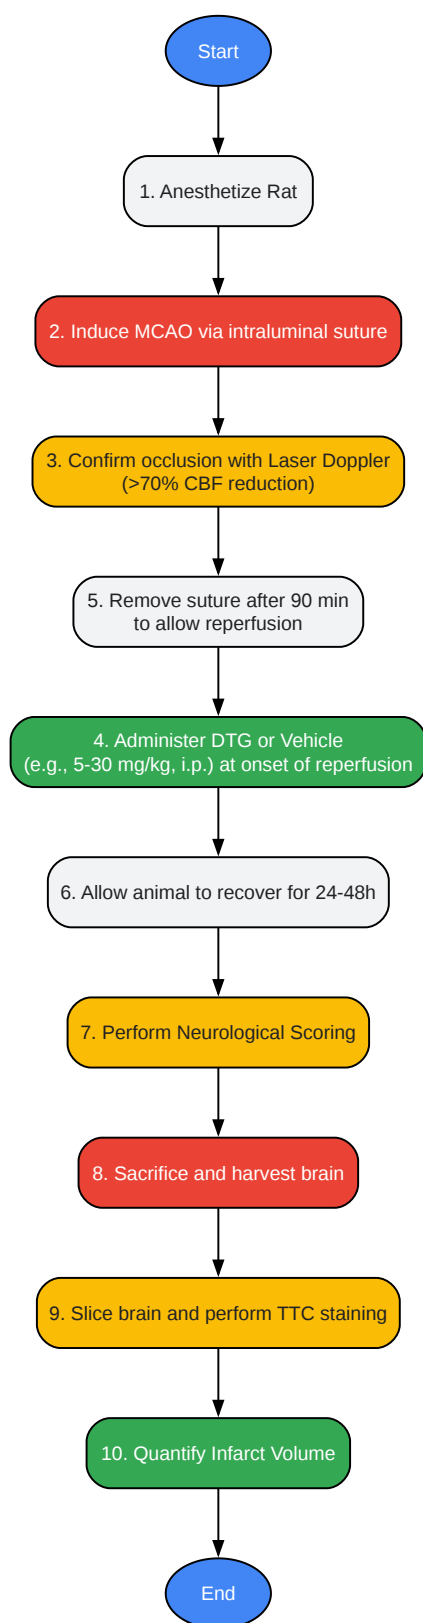 Start
1. Anesthetize Rat
2. Induce MCAO via intraluminal suture
3. Confirm occlusion with Laser Doppler
(>70% CBF reduction)
5. Remove suture after 90 min
to allow reperfusion
4. Administer DTG or Vehicle
(e.g., 5-30 mg/kg, i.p.) at onset of reperfusion
6. Allow animal to recover for 24-48h
7. Perform Neurological Scoring
8. Sacrifice and harvest brain
9. Slice brain and perform TTC staining
10. Quantify Infarct Volume
End